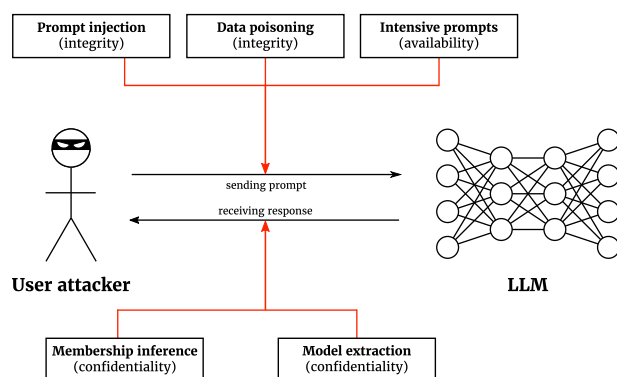 Prompt injection
(integrity)
Data poisoning
(integrity)
Intensive prompts
(availability)
sending prompt
receiving response
User attacker
LLM
Membership inference
(confidentiality)
Model extraction
(confidentiality)